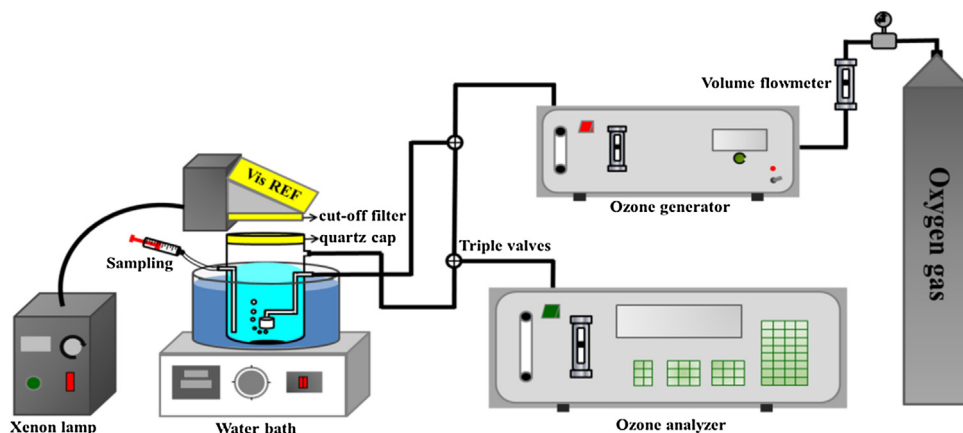 Volume flowmeter
Vis REF
cut-off filter
quartz cap
Sampling
Triple valves
Ozone generator
Oxygen gas
Xenon lamp
Water bath
Ozone analyzer